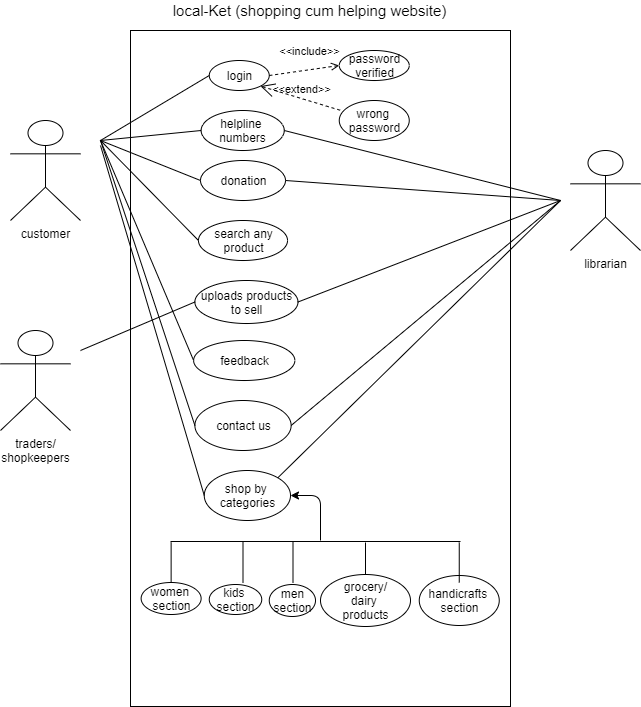 local-Ket (shopping cum helping website)
<<include>>
password
verified
login
<<extend>>
wrong
password
helpline
numbers
donation
customer
search any
product
librarian
uploads products
to sell
feedback
traders/
shopkeepers
contact us
shop by
categories
women
section
kids
section
men
section
grocery/
dairy
products
handicrafts
section